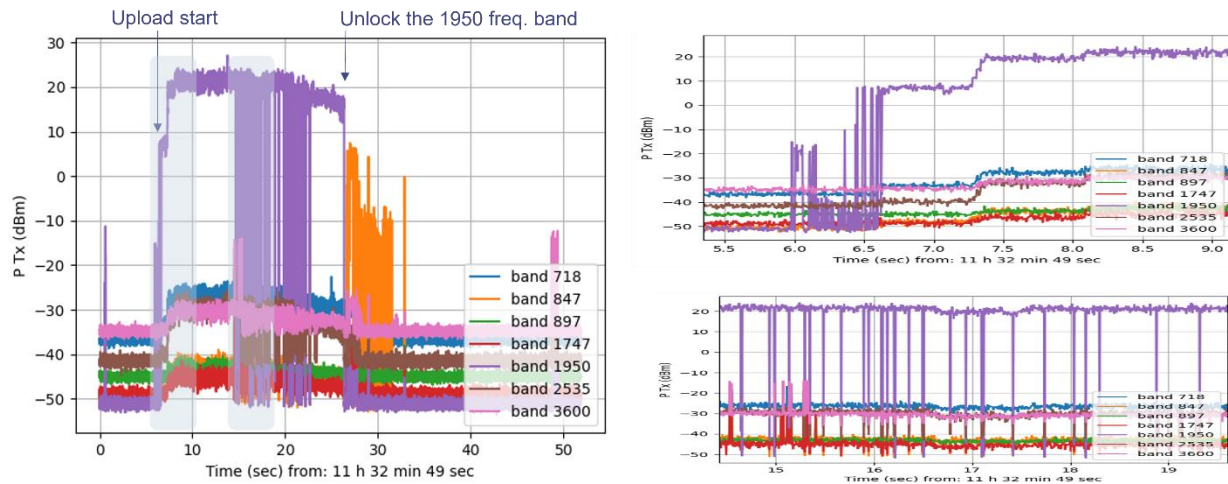 Upload start
Unlock the 1950 freq. band
P Tx (dBm)
30
20
10
0
−10
−20
−30
−40
−50
band 718
band 847
band 897
band 1747
band 1950
band 2535
band 3600
0
10
20
30
40
50
Time (sec) from: 11 h 32 min 49 sec
P Tx (dBm)
20
10
0
−10
−20
−30
−40
−50
band 718
band 847
band 897
band 1747
band 1950
band 2535
band 3600
5.5
6.0
6.5
7.0
7.5
8.0
8.5
9.0
Time (sec) from: 11 h 32 min 49 sec
P Tx (dBm)
20
10
0
−10
−20
−30
−40
−50
band 718
band 847
band 897
band 1747
band 1950
band 2535
band 3600
15
16
17
18
19
Time (sec) from: 11 h 32 min 49 sec